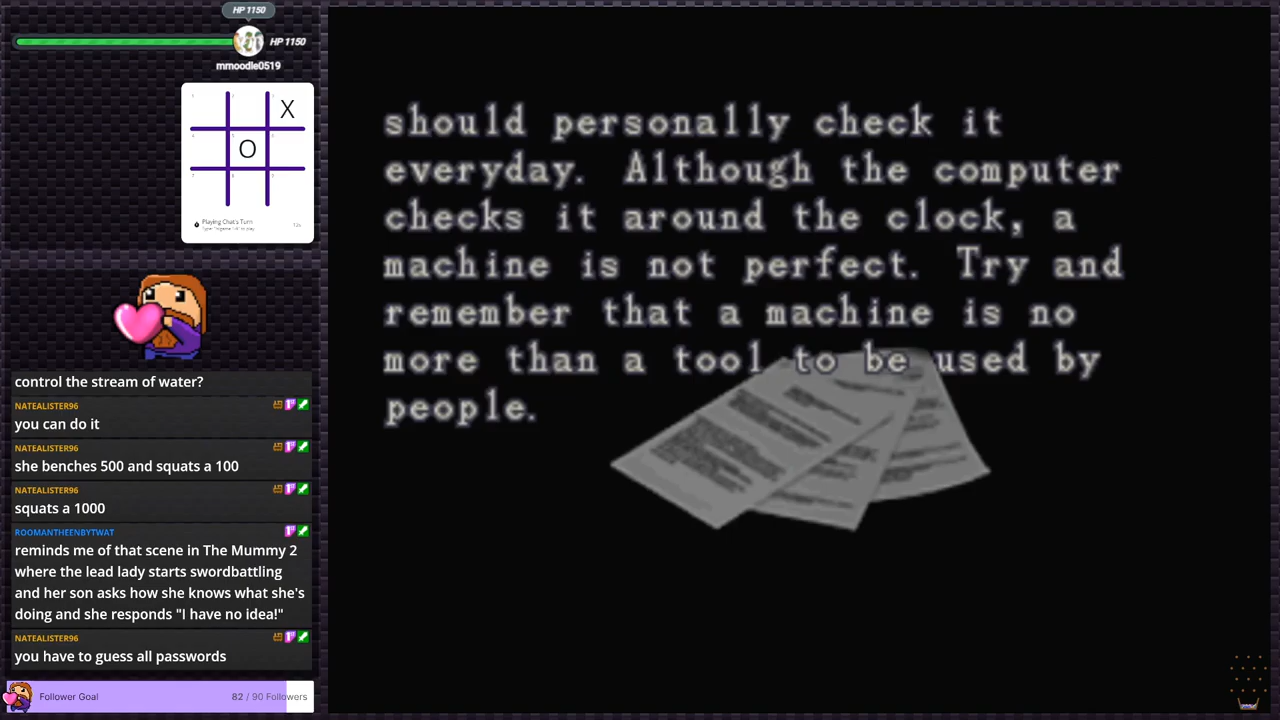 HP 1150
HP 1150
mmoodle0519
X
O
Playing Chat's Turn
control the stream of water?
NATEALISTER96
you can do it
NATEALISTER96
she benches 500 and squats a 100
NATEALISTER96
squats a 1000
ROOMANTHEENBYTWAT
reminds me of that scene in The Mummy 2
where the lead lady starts swordbattling
and her son asks how she knows what she's
doing and she responds "I have no idea!"
NATEALISTER96
you have to guess all passwords
Follower Goal
82 / 90 Followers
should personally check it
everyday. Although the computer
checks it around the clock, a
machine is not perfect. Try and
remember that a machine is no
more than a tool to be used by
people.